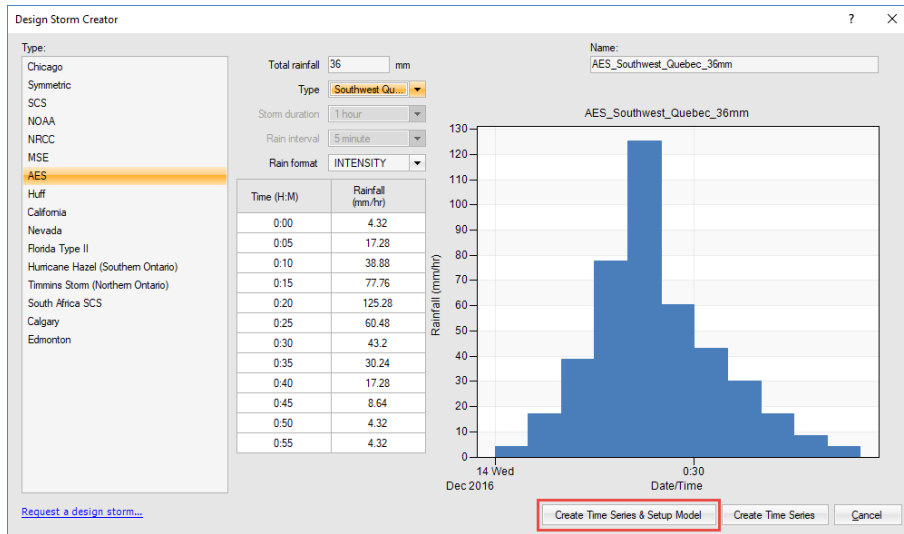 Design Storm Creator
?
Type:
Chicago
Symmetric
SCS
NOAA
NRCC
MSE
AES
Huff
California
Nevada
Florida Type II
Hurricane Hazel (Southern Ontario)
Timmins Storm (Northern Ontario)
South Africa SCS
Calgary
Edmonton
Request a design storm...
Total rainfall 36 mm
Type Southwest Qu...
Storm duration 1 hour
Rain interval 5 minute
Rain format INTENSITY
Time (H:M) Rainfall (mm/hr)
0:00 4.32
0:05 17.28
0:10 38.88
0:15 77.76
0:20 125.28
0:25 60.48
0:30 43.2
0:35 30.24
0:40 17.28
0:45 8.64
0:50 4.32
0:55 4.32
Name:
AES_Southwest_Quebec_36mm
AES_Southwest_Quebec_36mm
Rainfall (mm/hr)
130
120
110
100
90
80
70
60
50
40
30
20
10
0
14 Wed 0:30
Dec 2016 Date/Time
Create Time Series & Setup Model
Create Time Series
Cancel